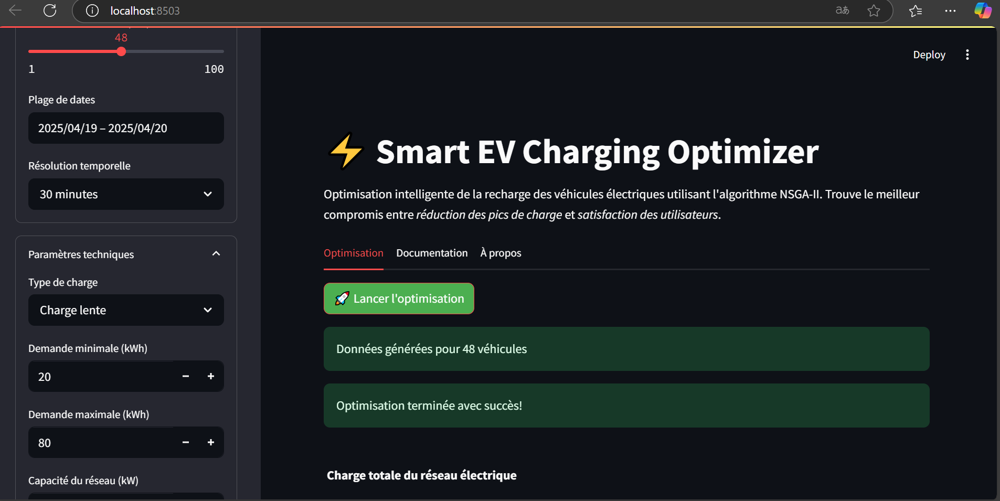 localhost:8503
aあ
48
1
100
Plage de dates
2025/04/19 – 2025/04/20
Résolution temporelle
30 minutes
Paramètres techniques
Type de charge
Charge lente
Demande minimale (kWh)
20
Demande maximale (kWh)
80
Capacité du réseau (kW)
Deploy
⚡ Smart EV Charging Optimizer
Optimisation intelligente de la recharge des véhicules électriques utilisant l'algorithme NSGA-II. Trouve le meilleur
compromis entre réduction des pics de charge et satisfaction des utilisateurs.
Optimisation Documentation À propos
🚀 Lancer l'optimisation
Données générées pour 48 véhicules
Optimisation terminée avec succès!
Charge totale du réseau électrique